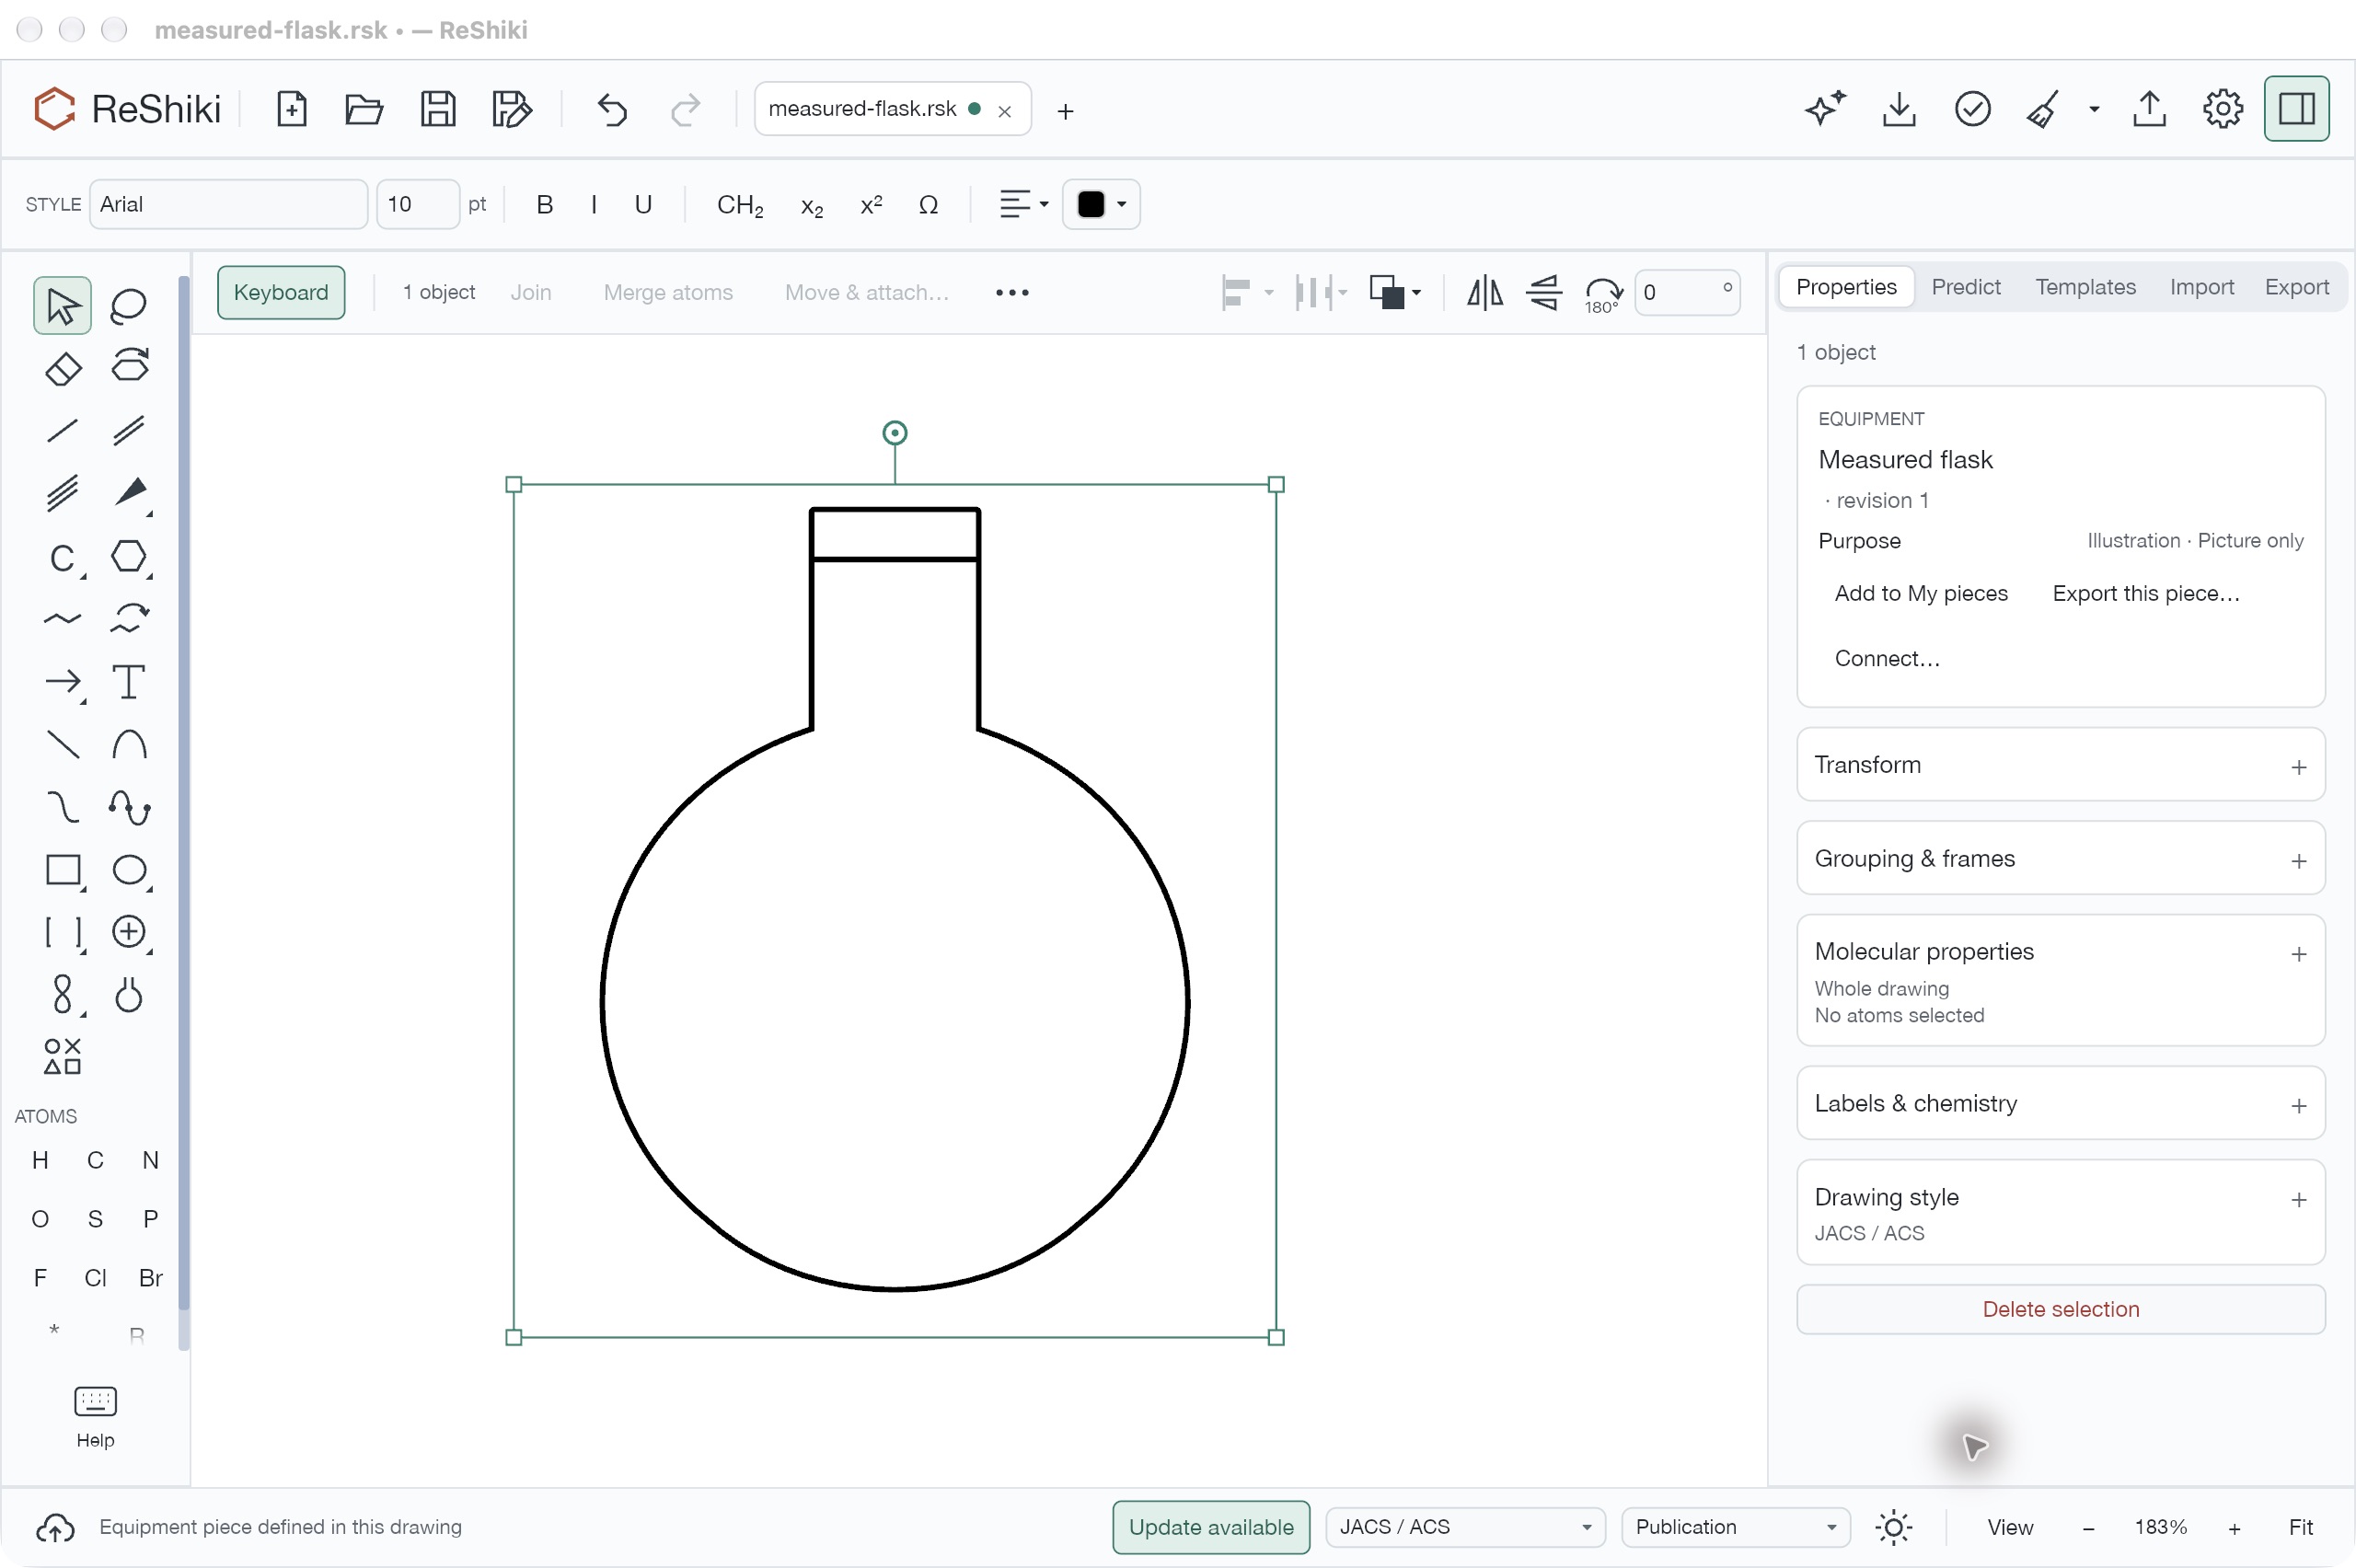 measured-flask.rsk • — ReShiki
ReShiki
measured-flask.rsk
STYLE Arial 10 pt B I U CH₂ x₂ x² Ω
Keyboard 1 object Join Merge atoms Move & attach... 180° 0 °
Properties Predict Templates Import Export
1 object
EQUIPMENT
Measured flask
· revision 1
Purpose Illustration · Picture only
Add to My pieces Export this piece...
Connect...
Transform
Grouping & frames
Molecular properties
Whole drawing
No atoms selected
Labels & chemistry
Drawing style
JACS / ACS
Delete selection
C
T
ATOMS
H C N
O S P
F Cl Br
* R
Help
Equipment piece defined in this drawing Update available JACS / ACS Publication View – 183% + Fit